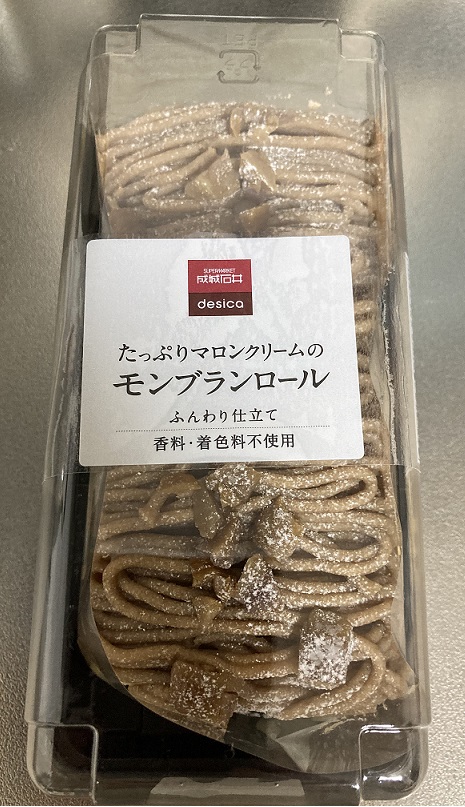 SUPERMARKET
成城石井
desica
たっぷりマロンクリームの
モンブランロール
ふんわり仕立て
香料・着色料不使用